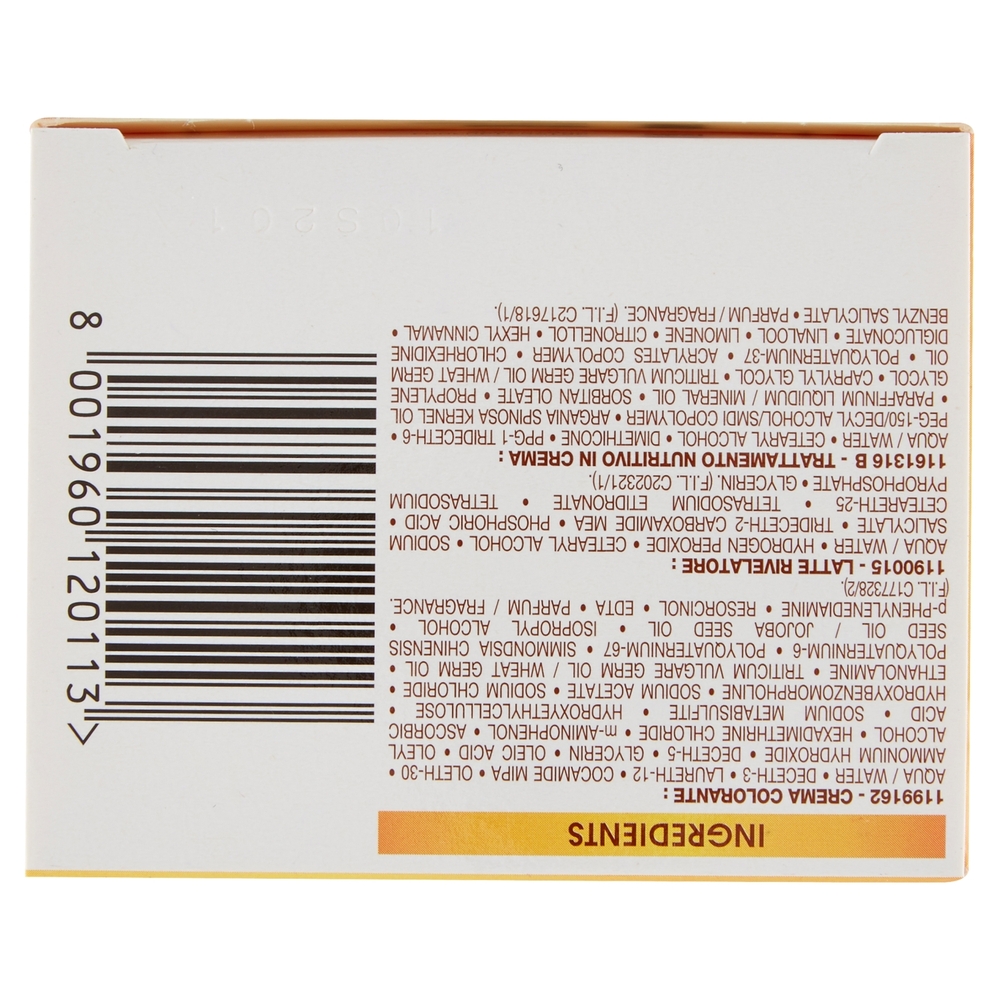 INGREDIENTS
1199162 - CREMA COLORANTE :
AQUA / WATER • DECETH-3 • LAURETH-12 • COCAMIDE MIPA • OLETH-30 •
AMMONIUM HYDROXIDE • DECETH-5 • GLYCERIN • OLEIC ACID • OLEYL
ALCOHOL • HEXADIMETHRINE CHLORIDE • m-AMINOPHENOL • ASCORBIC
ACID • SODIUM METABISULFITE • HYDROXYETHYLCELLULOSE •
HYDROXYBENZOMORPHOLINE • SODIUM ACETATE • SODIUM CHLORIDE •
ETHANOLAMINE • TRITICUM VULGARE GERM OIL / WHEAT GERM OIL •
POLYQUATERNIUM-6 • POLYQUATERNIUM-67 • SIMMONDSIA CHINENSIS
SEED OIL / JOJOBA SEED OIL • ISOPROPYL ALCOHOL •
p-PHENYLENEDIAMINE • RESORCINOL • EDTA • PARFUM / FRAGRANCE.
(F.I.L. C177328/2).
1190015 - LATTE RIVELATORE :
AQUA / WATER • HYDROGEN PEROXIDE • CETEARYL ALCOHOL • SODIUM
SALICYLATE • TRIDECETH-2 CARBOXAMIDE MEA • PHOSPHORIC ACID •
CETEARETH-25 • TETRASODIUM ETIDRONATE • TETRASODIUM
PYROPHOSPHATE • GLYCERIN. (F.I.L. C202321/1).
1161316 B - TRATTAMENTO NUTRITIVO IN CREMA :
AQUA / WATER • CETEARYL ALCOHOL • DIMETHICONE • PPG-1 TRIDECETH-6 •
PEG-150/DECYL ALCOHOL/SMDI COPOLYMER • ARGANIA SPINOSA KERNEL OIL
• PARAFFINUM LIQUIDUM / MINERAL OIL • SORBITAN OLEATE • PROPYLENE
GLYCOL • CAPRYLYL GLYCOL • TRITICUM VULGARE GERM OIL / WHEAT GERM
OIL • POLYQUATERNIUM-37 • ACRYLATES COPOLYMER • CHLORHEXIDINE
DIGLUCONATE • LINALOOL • LIMONENE • CITRONELLOL • HEXYL CINNAMAL •
BENZYL SALICYLATE • PARFUM / FRAGRANCE. (F.I.L. C217618/1).
8 001960 120113 >